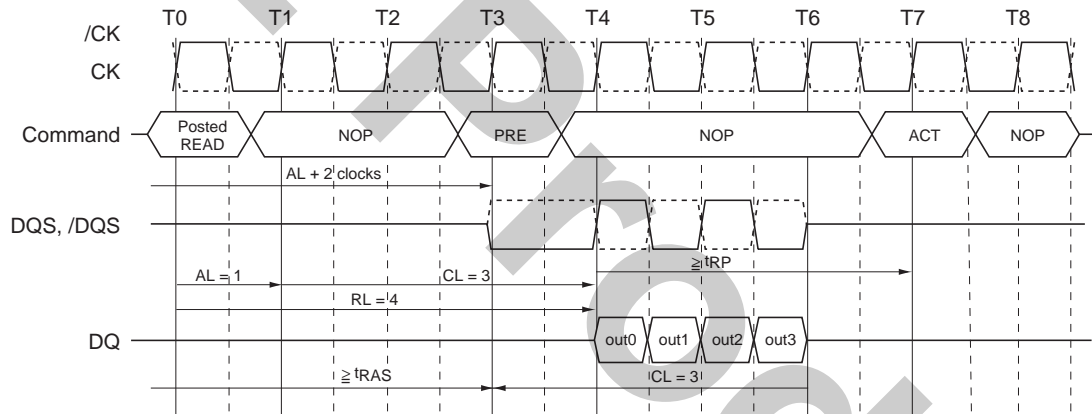 T0 T1 T2 T3 T4 T5 T6 T7 T8
/CK
CK
Command
Posted
READ
NOP
PRE
NOP
ACT
NOP
AL + 2 clocks
DQS, /DQS
≧ tRP
AL = 1
CL = 3
RL = 4
DQ
out0 out1 out2 out3
≧ tRAS
CL = 3